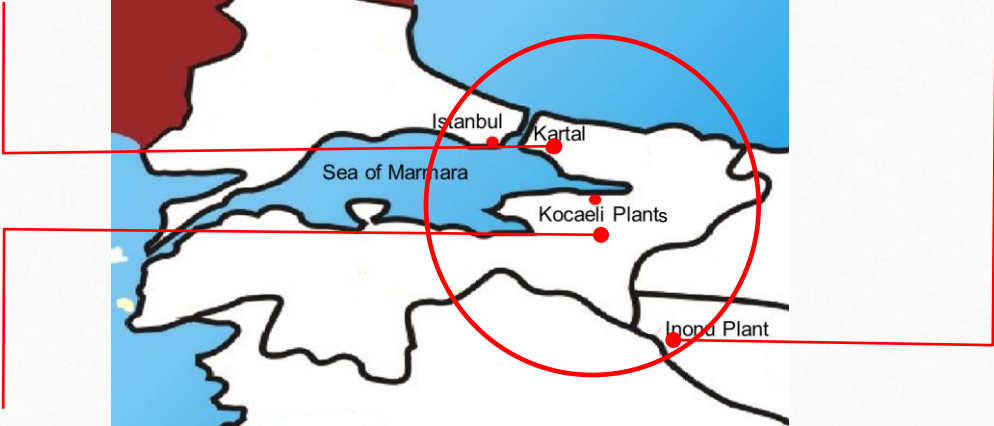 Istanbul
Kartal
Sea of Marmara
Kocaeli Plants
Inonu Plant